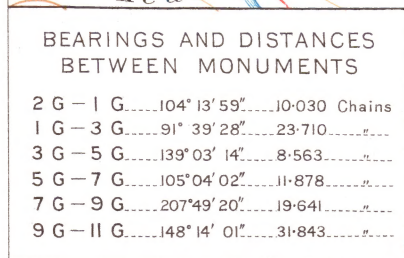 BEARINGS AND DISTANCES
BETWEEN MONUMENTS
2 G — 1 G.....104° 13' 59".....10·030 Chains
1 G — 3 G.....91° 39' 28".....23·710.....„
3 G — 5 G.....139° 03' 14".....8·563.....„
5 G — 7 G.....105° 04' 02".....11·878.....„
7 G — 9 G.....207° 49' 20".....19·641.....„
9 G — 11 G.....148° 14' 01".....31·843.....„